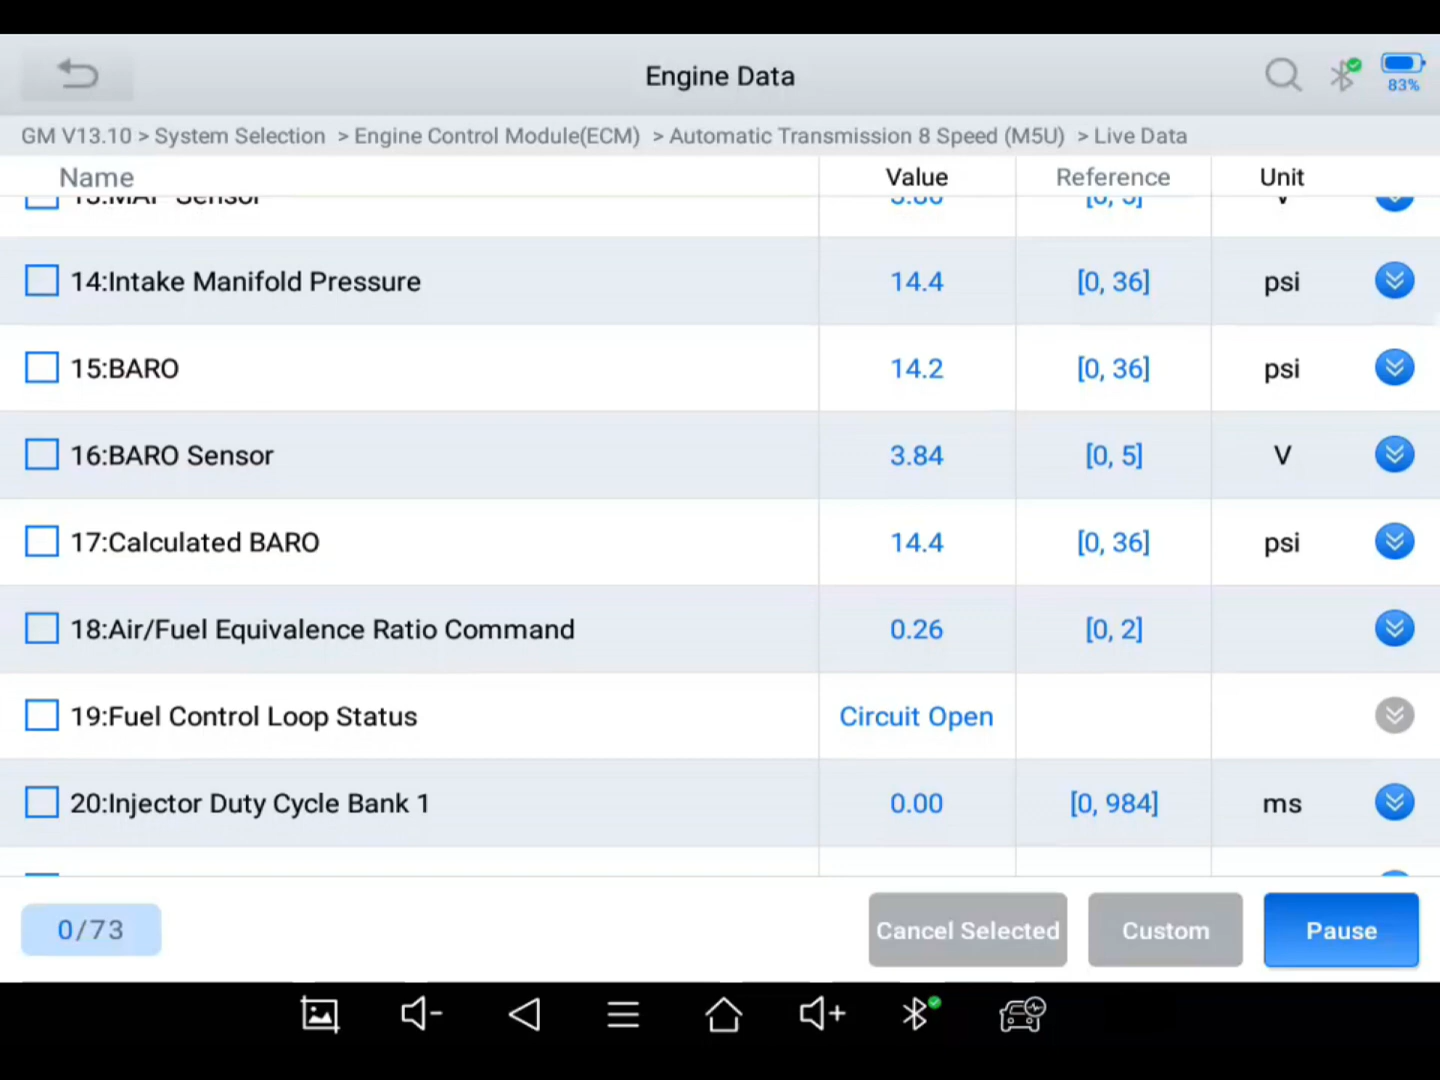 Engine Data
83%
GM V13.10 > System Selection > Engine Control Module(ECM) > Automatic Transmission 8 Speed (M5U) > Live Data
Name Value Reference Unit
14:Intake Manifold Pressure 14.4 [0, 36] psi
15:BARO 14.2 [0, 36] psi
16:BARO Sensor 3.84 [0, 5] V
17:Calculated BARO 14.4 [0, 36] psi
18:Air/Fuel Equivalence Ratio Command 0.26 [0, 2]
19:Fuel Control Loop Status Circuit Open
20:Injector Duty Cycle Bank 1 0.00 [0, 984] ms
0/73 Cancel Selected Custom Pause